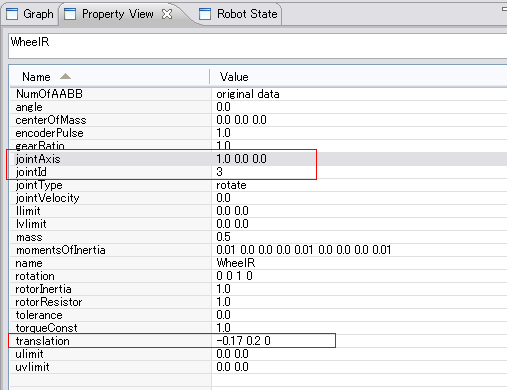 Graph Property View Robot State
WheelR
Name Value
NumOfAABB original data
angle 0.0
centerOfMass 0.0 0.0 0.0
encoderPulse 1.0
gearRatio 1.0
jointAxis 1.0 0.0 0.0
jointId 3
jointType rotate
jointVelocity 0.0
llimit 0.0 0.0
lvlimit 0.0 0.0
mass 0.5
momentsOfInertia 0.01 0.0 0.0 0.0 0.01 0.0 0.0 0.0 0.01
name WheelR
rotation 0 0 1 0
rotorInertia 1.0
rotorResistor 1.0
tolerance 0.0
torqueConst 1.0
translation -0.17 0.2 0
ulimit 0.0 0.0
uvlimit 0.0 0.0